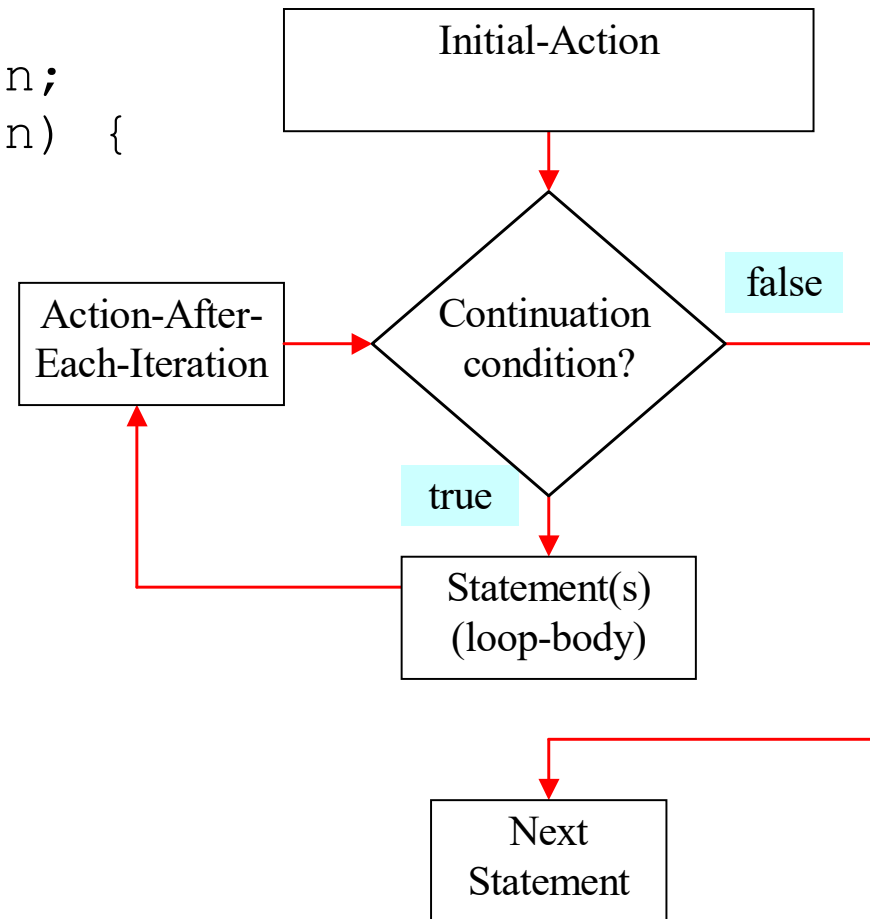 Initial-Action
n;
n) {
false
Action-After-
Each-Iteration
Continuation
condition?
true
Statement(s)
(loop-body)
Next
Statement